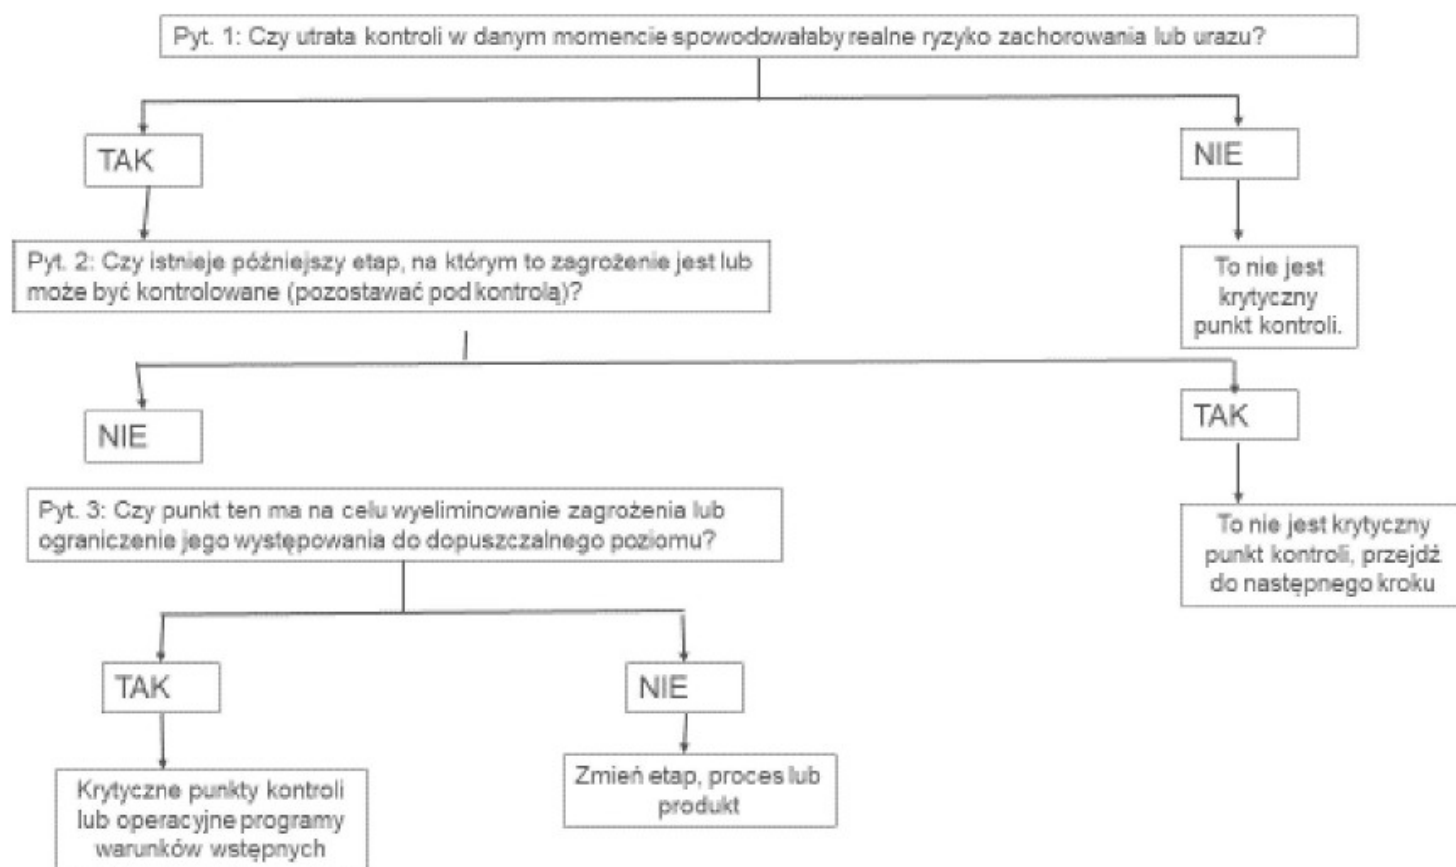 Pyt. 1: Czy utrata kontroli w danym momencie spowodowałaby realne ryzyko zachorowania lub urazu?
TAK
NIE
Pyt. 2: Czy istnieje późniejszy etap, na którym to zagrożenie jest lub
może być kontrolowane (pozostawać pod kontrolą)?
To nie jest
krytyczny
punkt kontroli.
NIE
TAK
Pyt. 3: Czy punkt ten ma na celu wyeliminowanie zagrożenia lub
ograniczenie jego występowania do dopuszczalnego poziomu?
To nie jest krytyczny
punkt kontroli, przejdź
do następnego kroku
TAK
NIE
Krytyczne punkty kontroli
lub operacyjne programy
warunków wstępnych
Zmień etap, proces lub
produkt